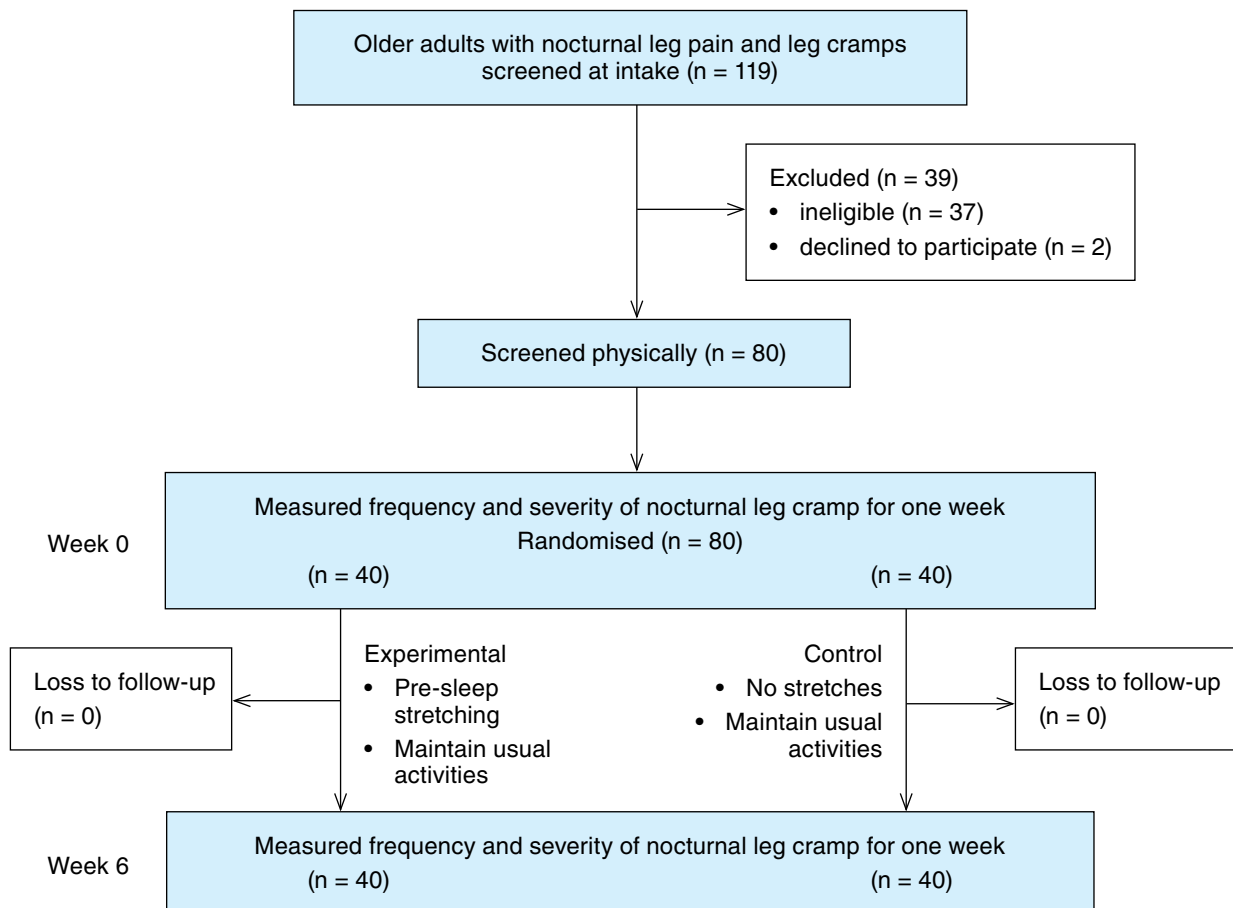 Older adults with nocturnal leg pain and leg cramps
screened at intake (n = 119)
Excluded (n = 39)
• ineligible (n = 37)
• declined to participate (n = 2)
Screened physically (n = 80)
Week 0
Measured frequency and severity of nocturnal leg cramp for one week
Randomised (n = 80)
(n = 40)
(n = 40)
Loss to follow-up
(n = 0)
Experimental
• Pre-sleep
stretching
• Maintain usual
activities
Control
• No stretches
• Maintain usual
activities
Loss to follow-up
(n = 0)
Week 6
Measured frequency and severity of nocturnal leg cramp for one week
(n = 40)
(n = 40)